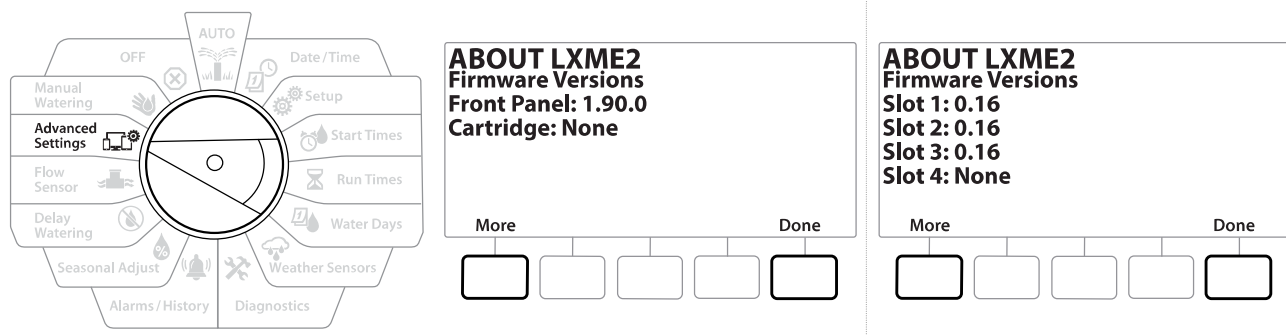 AUTO
OFF
Date/Time
Manual
Watering
Setup
Advanced
Settings
Start Times
Flow
Sensor
Run Times
Delay
Watering
Water Days
Seasonal Adjust
Weather Sensors
Alarms/History
Diagnostics
ABOUT LXME2
Firmware Versions
Front Panel: 1.90.0
Cartridge: None
More
Done
ABOUT LXME2
Firmware Versions
Slot 1: 0.16
Slot 2: 0.16
Slot 3: 0.16
Slot 4: None
More
Done